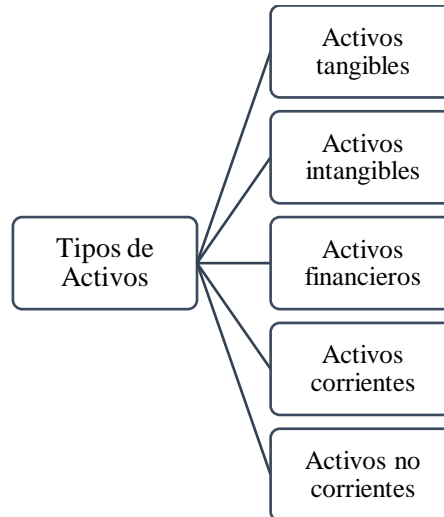 Tipos de
Activos
Activos
tangibles
Activos
intangibles
Activos
financieros
Activos
corrientes
Activos no
corrientes